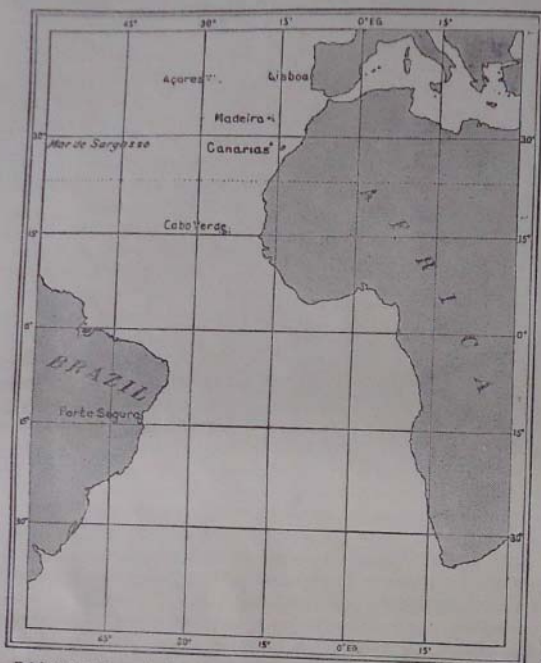 45° 30° 15° 0°EG. 15°
Açores
Lisboa
Madeira
30° 30°
Mar de Sargasso
Canarias
AFRICA
Cabo Verde
15° 15°
0° 0°
BRAZIL
Porto Seguro
15° 15°
30° 30°
45° 30° 15° 0°EG. 15°